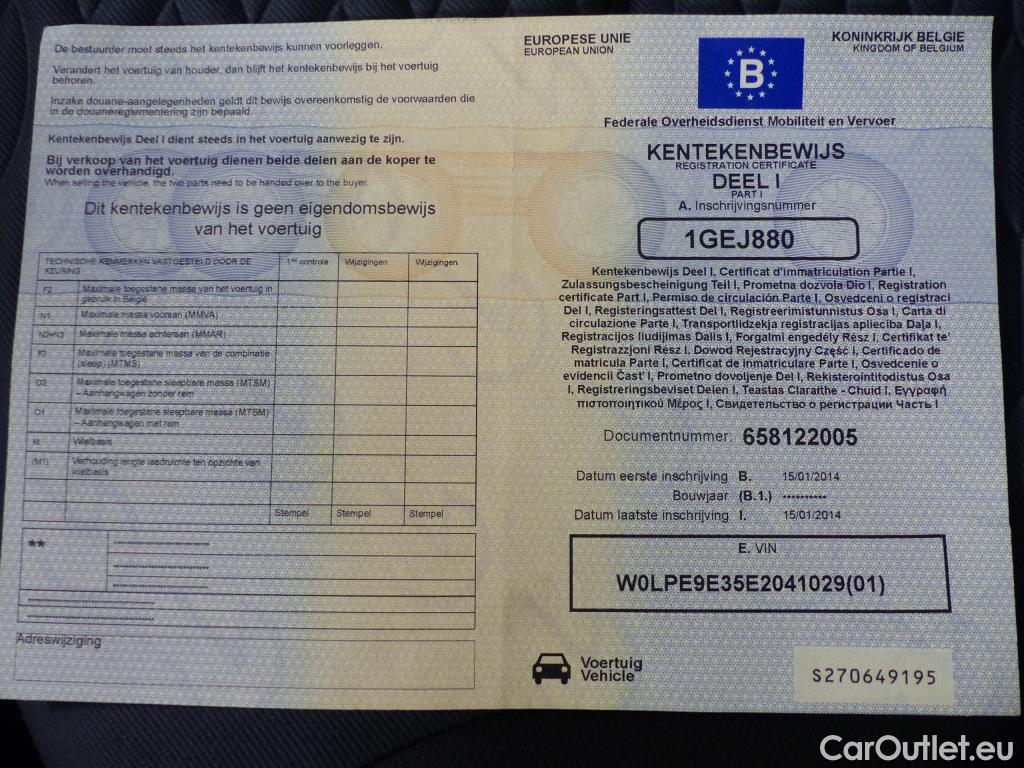 De bestuurder moet steeds het kentekenbewijs kunnen voorleggen.
Verandert het voertuig van houder, dan blijft het kentekenbewijs bij het voertuig
behoren.
Inzake douane-aangelegenheden geldt dit bewijs overeenkomstig de voorwaarden die
in de douanereglementering zijn bepaald.
Kentekenbewijs Deel I dient steeds in het voertuig aanwezig te zijn.
Bij verkoop van het voertuig dienen beide delen aan de koper te
worden overhandigd.
When selling the vehicle, the two parts need to be handed over to the buyer.
Dit kentekenbewijs is geen eigendomsbewijs
van het voertuig
TECHNISCHE KENMERKEN VASTGESTELD DOOR DE
KEURING
1ste controle
Wijzigingen
Wijzigingen
F2 Maximale toegestane massa van het voertuig in
gebruik in België
N1 Maximale massa vooraan (MMVA)
N2+N3 Maximale massa achteraan (MMAR)
F3 Maximale toegestane massa van de combinatie
(sleep) (MTMS)
O2 Maximale toegestane sleepbare massa (MTSM)
– Aanhangwagen zonder rem
O1 Maximale toegestane sleepbare massa (MTSM)
– Aanhangwagen met rem
M Wielbasis
(M1) Verhouding lengte laadruimte ten opzichte van
wielbasis
Stempel Stempel Stempel
**
Adreswijziging
EUROPESE UNIE
EUROPEAN UNION
B
KONINKRIJK BELGIE
KINGDOM OF BELGIUM
Federale Overheidsdienst Mobiliteit en Vervoer
KENTEKENBEWIJS
REGISTRATION CERTIFICATE
DEEL I
PART I
A. Inschrijvingsnummer
1GEJ880
Kentekenbewijs Deel I, Certificat d'immatriculation Partie I,
Zulassungsbescheinigung Teil I, Prometna dozvola Dio I, Registration
certificate Part I, Permiso de circulación Parte I, Osvedceni o registraci
Del I, Registeringsattest Del I, Registreerimistunnistus Osa I, Carta di
circulazione Parte I, Transportlidzekja registracijas aplieciba Daļa I,
Registracijos liudijimas Dalis I, Forgalmi engedély Rész I, Certifikat te'
Registrazzjoni Rész I, Dowod Rejestracyjny Część I, Certificado de
matricula Parte I, Certificat de Inmatriculare Parte I, Osvedcenie o
evidencii Čast' I, Prometno dovoljenje Del I, Rekisterointitodistus Osa
I, Registreringsbeviset Delen I, Teastas Claraithe - Chuid I, Εγγραφή
πιστοποιητικού Μέρος I, Свидетельство о регистрации Часть I
Documentnummer: 658122005
Datum eerste inschrijving B. 15/01/2014
Bouwjaar (B.1.) **********
Datum laatste inschrijving I. 15/01/2014
E. VIN
W0LPE9E35E2041029(01)
Voertuig
Vehicle
S270649195
CarOutlet.eu